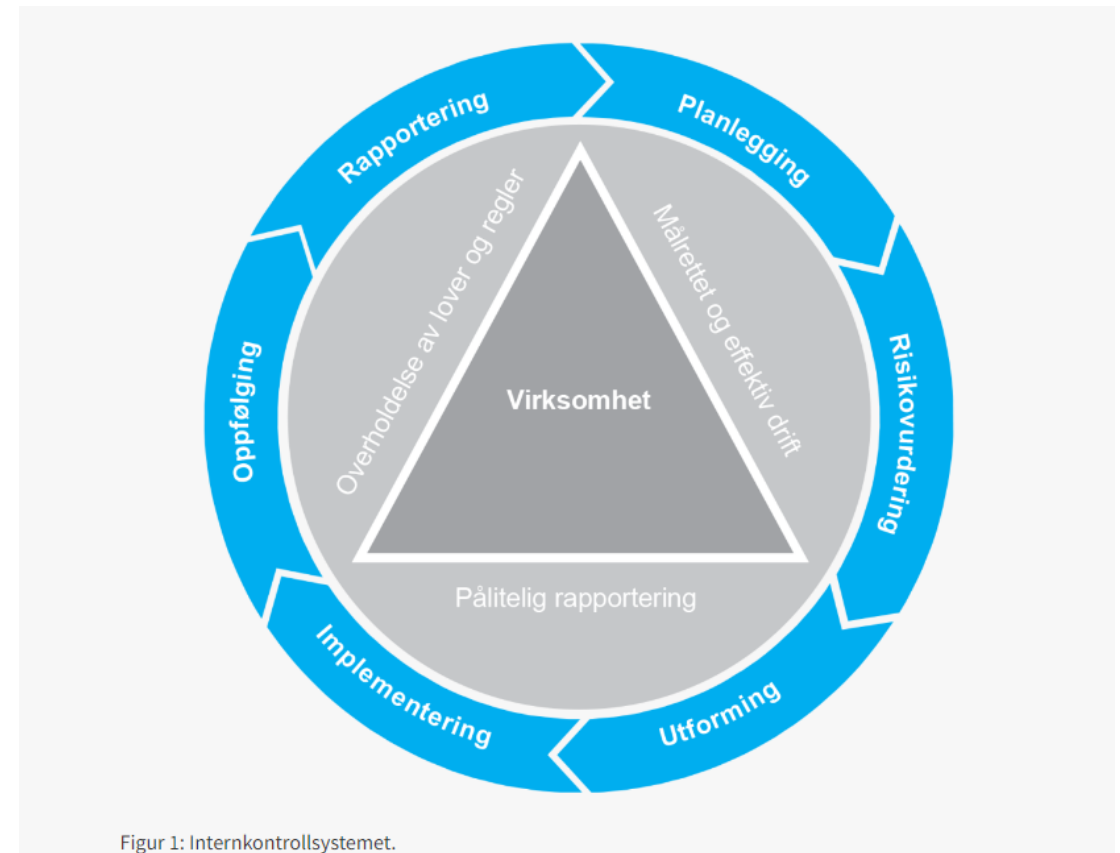 Rapportering
Planlegging
Risikovurdering
Utforming
Implementering
Oppfølging
Overholdelse av lover og regler
Målrettet og effektiv drift
Virksomhet
Pålitelig rapportering
Figur 1: Internkontrollsystemet.